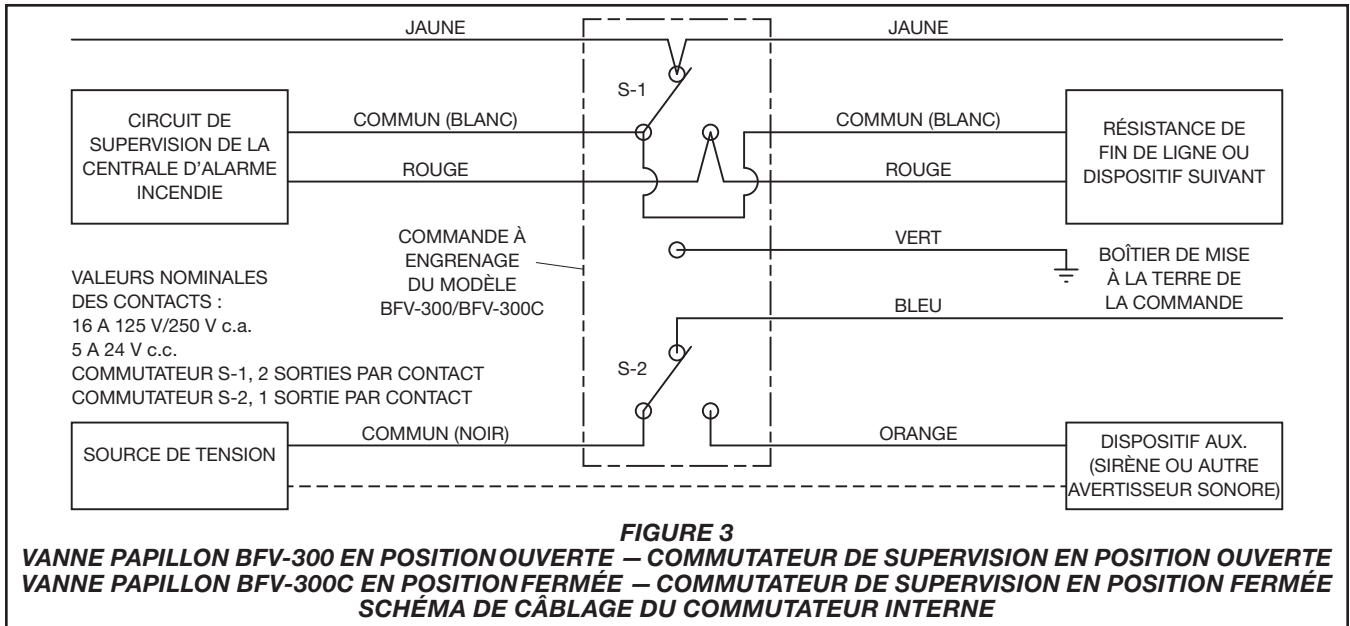 JAUNE
JAUNE
S-1
CIRCUIT DE
SUPERVISION DE LA
CENTRALE D'ALARME
INCENDIE
COMMUN (BLANC)
COMMUN (BLANC)
ROUGE
ROUGE
RÉSISTANCE DE
FIN DE LIGNE OU
DISPOSITIF SUIVANT
COMMANDE À
ENGRENAGE
DU MODÈLE
BFV-300/BFV-300C
VERT
BOÎTIER DE MISE
À LA TERRE DE
LA COMMANDE
BLEU
VALEURS NOMINALES
DES CONTACTS :
16 A 125 V/250 V c.a.
5 A 24 V c.c.
COMMUTATEUR S-1, 2 SORTIES PAR CONTACT
COMMUTATEUR S-2, 1 SORTIE PAR CONTACT
S-2
SOURCE DE TENSION
COMMUN (NOIR)
ORANGE
DISPOSITIF AUX.
(SIRÈNE OU AUTRE
AVERTISSEUR SONORE)
FIGURE 3
VANNE PAPILLON BFV-300 EN POSITION OUVERTE — COMMUTATEUR DE SUPERVISION EN POSITION OUVERTE
VANNE PAPILLON BFV-300C EN POSITION FERMÉE — COMMUTATEUR DE SUPERVISION EN POSITION FERMÉE
SCHÉMA DE CÂBLAGE DU COMMUTATEUR INTERNE